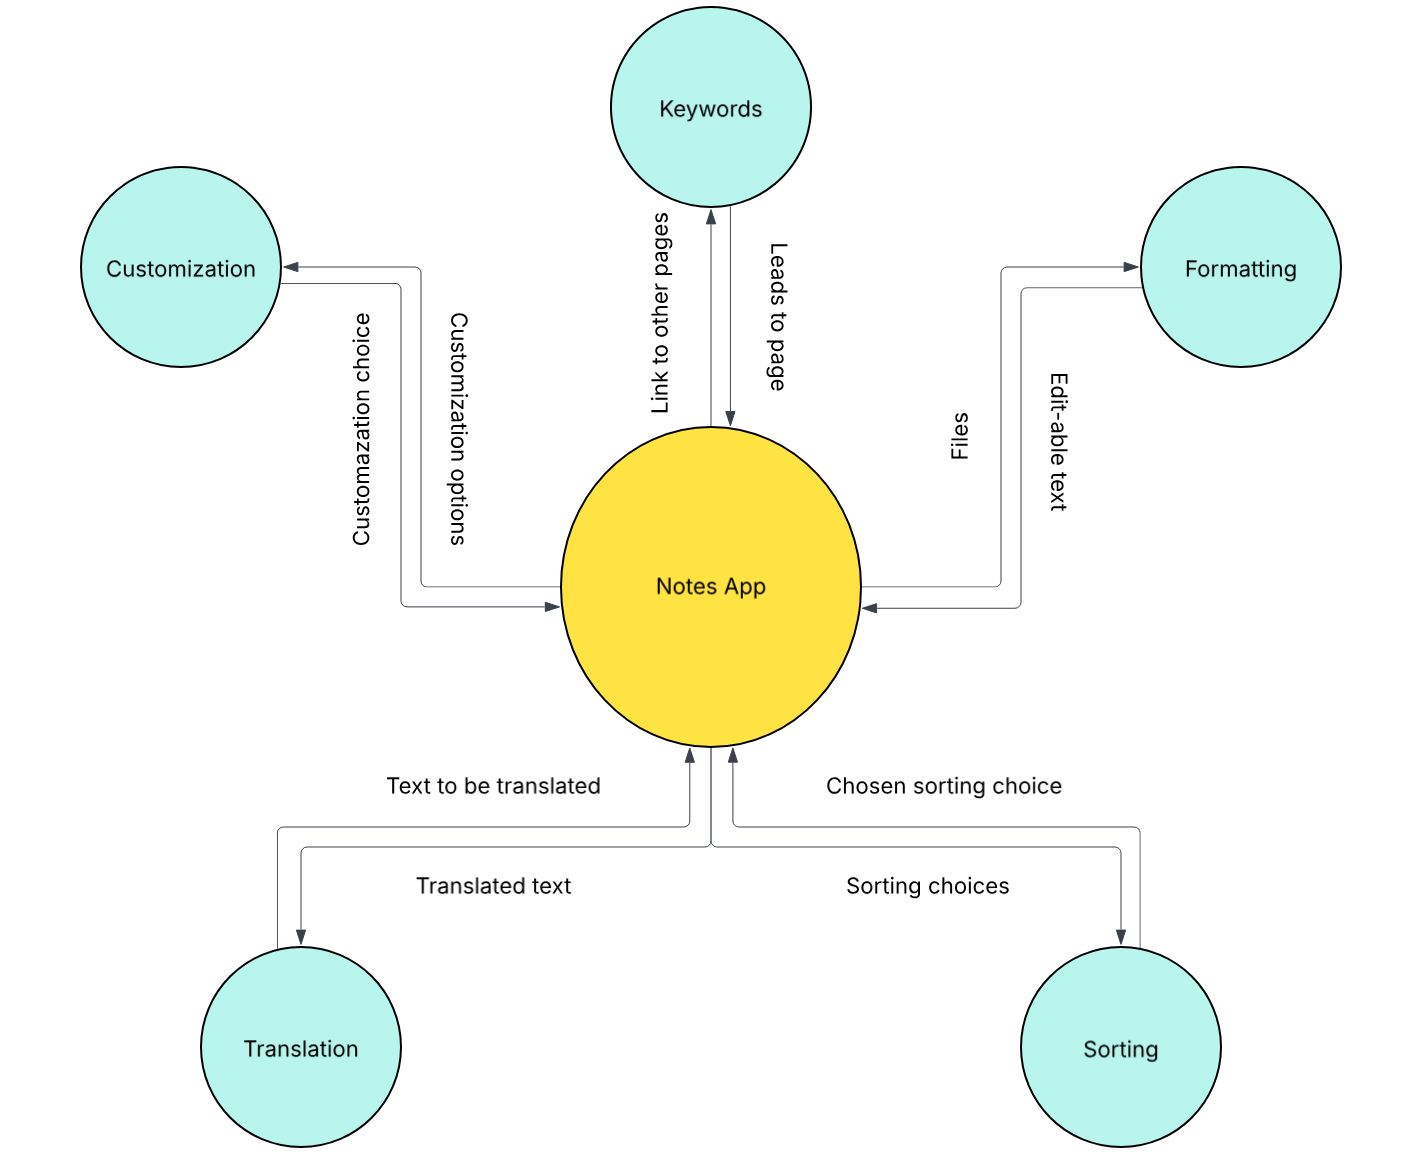 Keywords
Customization
Formatting
Link to other pages
Leads to page
Customazation choice
Customization options
Files
Edit-able text
Notes App
Text to be translated
Chosen sorting choice
Translated text
Sorting choices
Translation
Sorting